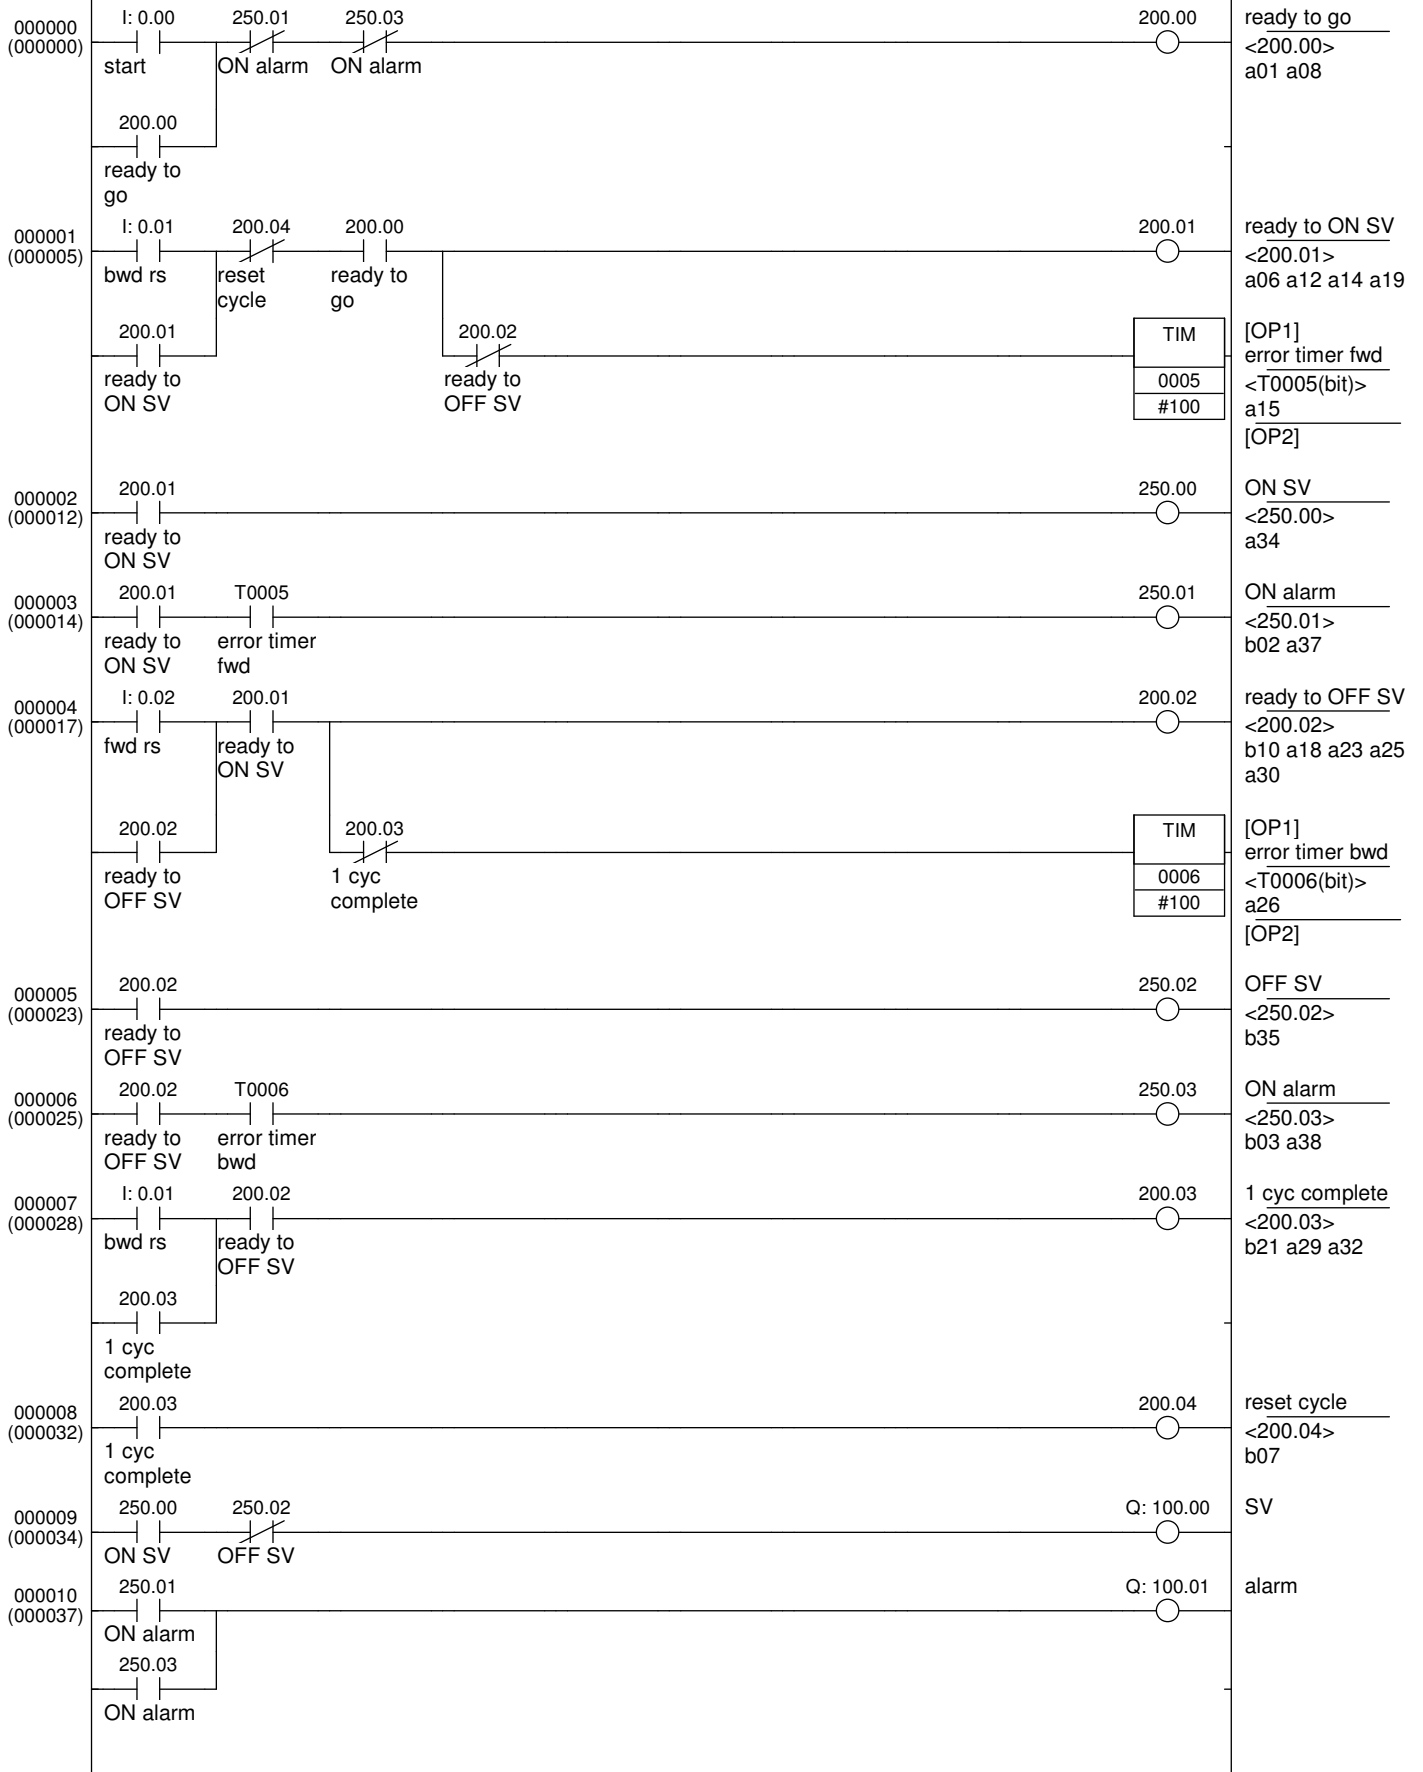 I: 0.00 250.01 250.03 200.00 ready to go
000000
(000000)
<200.00>
start ON alarm ON alarm a01 a08
200.00
ready to
go
I: 0.01 200.04 200.00 200.01 ready to ON SV
000001
(000005)
<200.01>
bwd rs reset ready to a06 a12 a14 a19
cycle go
200.01 200.02 TIM [OP1]
error timer fwd
ready to ready to 0005 <T0005(bit)>
ON SV OFF SV #100 a15
[OP2]
200.01 250.00 ON SV
000002
(000012)
<250.00>
ready to a34
ON SV
200.01 T0005 250.01 ON alarm
000003
(000014)
<250.01>
ready to error timer b02 a37
ON SV fwd
I: 0.02 200.01 200.02 ready to OFF SV
000004
(000017)
<200.02>
fwd rs ready to b10 a18 a23 a25
ON SV a30
200.02 200.03 TIM [OP1]
error timer bwd
ready to 1 cyc 0006 <T0006(bit)>
OFF SV complete #100 a26
[OP2]
200.02 250.02 OFF SV
000005
(000023)
<250.02>
ready to b35
OFF SV
200.02 T0006 250.03 ON alarm
000006
(000025)
<250.03>
ready to error timer b03 a38
OFF SV bwd
I: 0.01 200.02 200.03 1 cyc complete
000007
(000028)
<200.03>
bwd rs ready to b21 a29 a32
OFF SV
200.03
1 cyc
complete
200.03 200.04 reset cycle
000008
(000032)
<200.04>
1 cyc b07
complete
250.00 250.02 Q: 100.00 SV
000009
(000034)
ON SV OFF SV
250.01 Q: 100.01 alarm
000010
(000037)
ON alarm
250.03
ON alarm